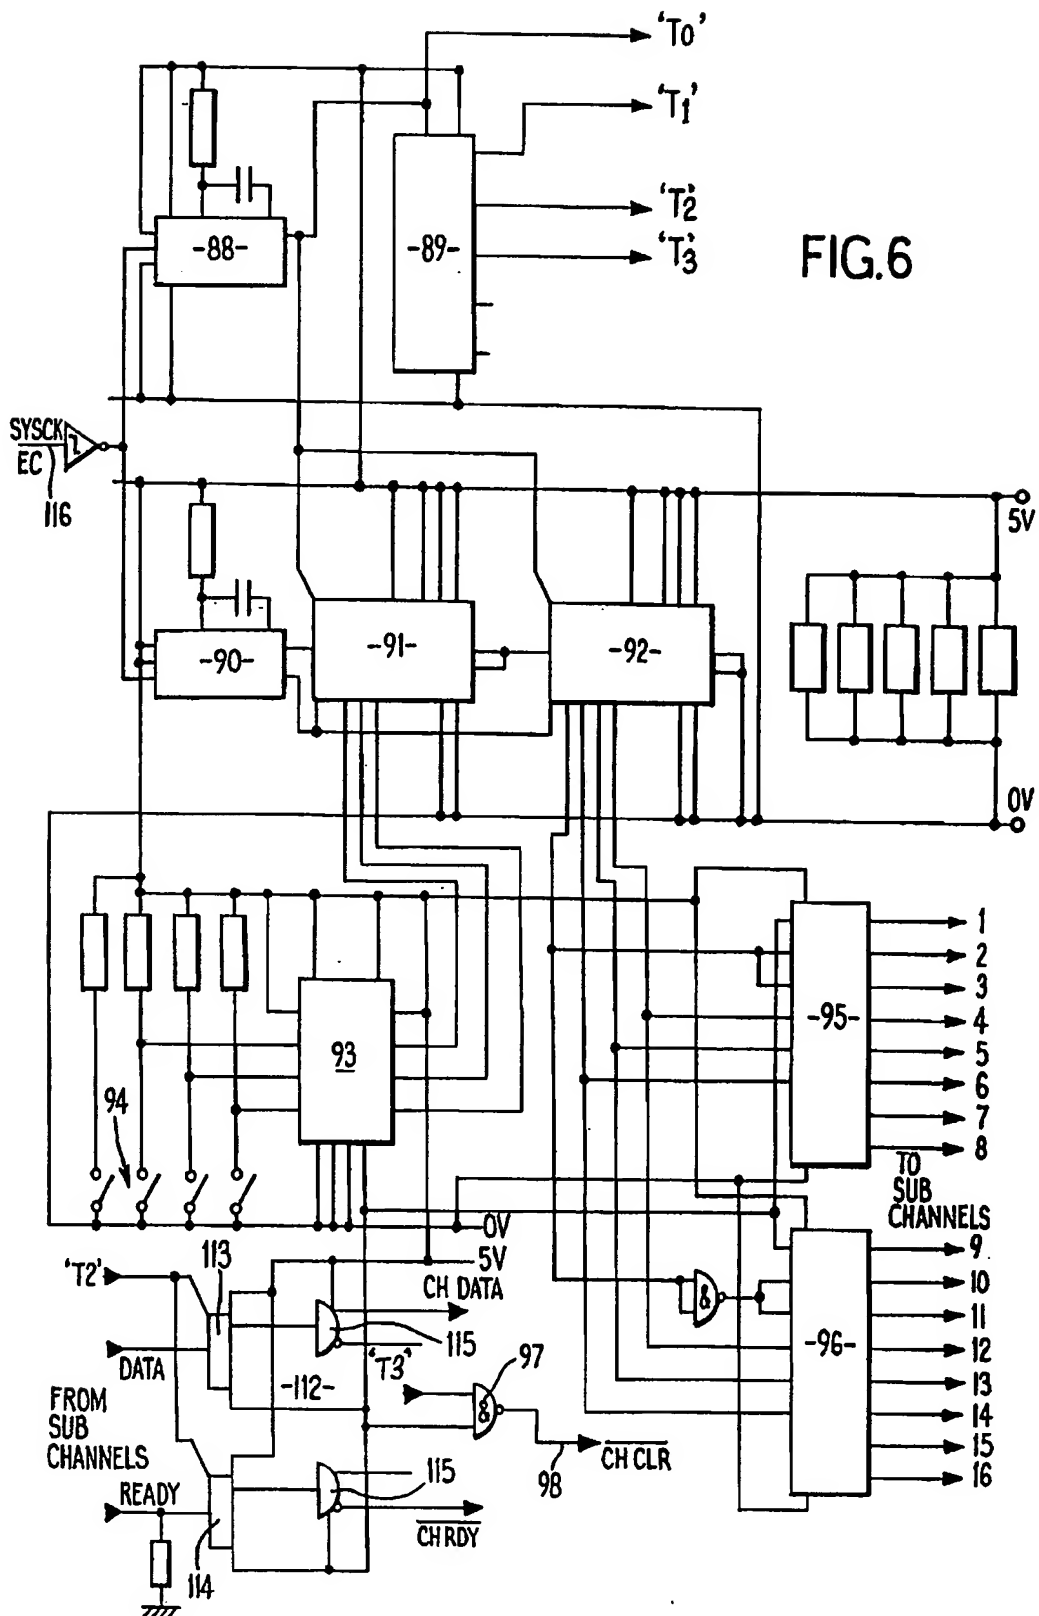 'T0'
'T1'
'T2'
'T3'
-88-
-89-
FIG.6
SYSCK
EC
116
5V
-90-
-91-
-92-
0V
94
93
-95-
1
2
3
4
5
6
7
8
TO
SUB
CHANNELS
0V
5V
'T2'
113
CH DATA
115
DATA
'T3'
97
-112-
FROM
SUB
CHANNELS
&
&
-96-
9
10
11
12
13
14
15
16
READY
115
CH CLR
98
CH RDY
114